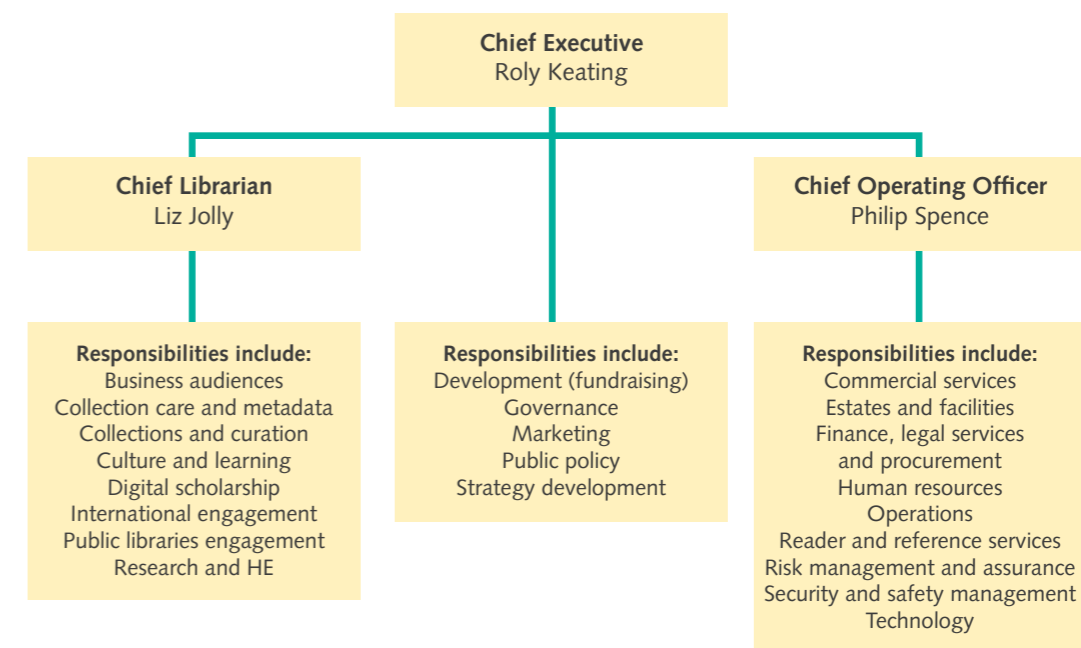 Chief Executive
Roly Keating
Chief Librarian
Liz Jolly
Chief Operating Officer
Philip Spence
Responsibilities include:
Business audiences
Collection care and metadata
Collections and curation
Culture and learning
Digital scholarship
International engagement
Public libraries engagement
Research and HE
Responsibilities include:
Development (fundraising)
Governance
Marketing
Public policy
Strategy development
Responsibilities include:
Commercial services
Estates and facilities
Finance, legal services
and procurement
Human resources
Operations
Reader and reference services
Risk management and assurance
Security and safety management
Technology